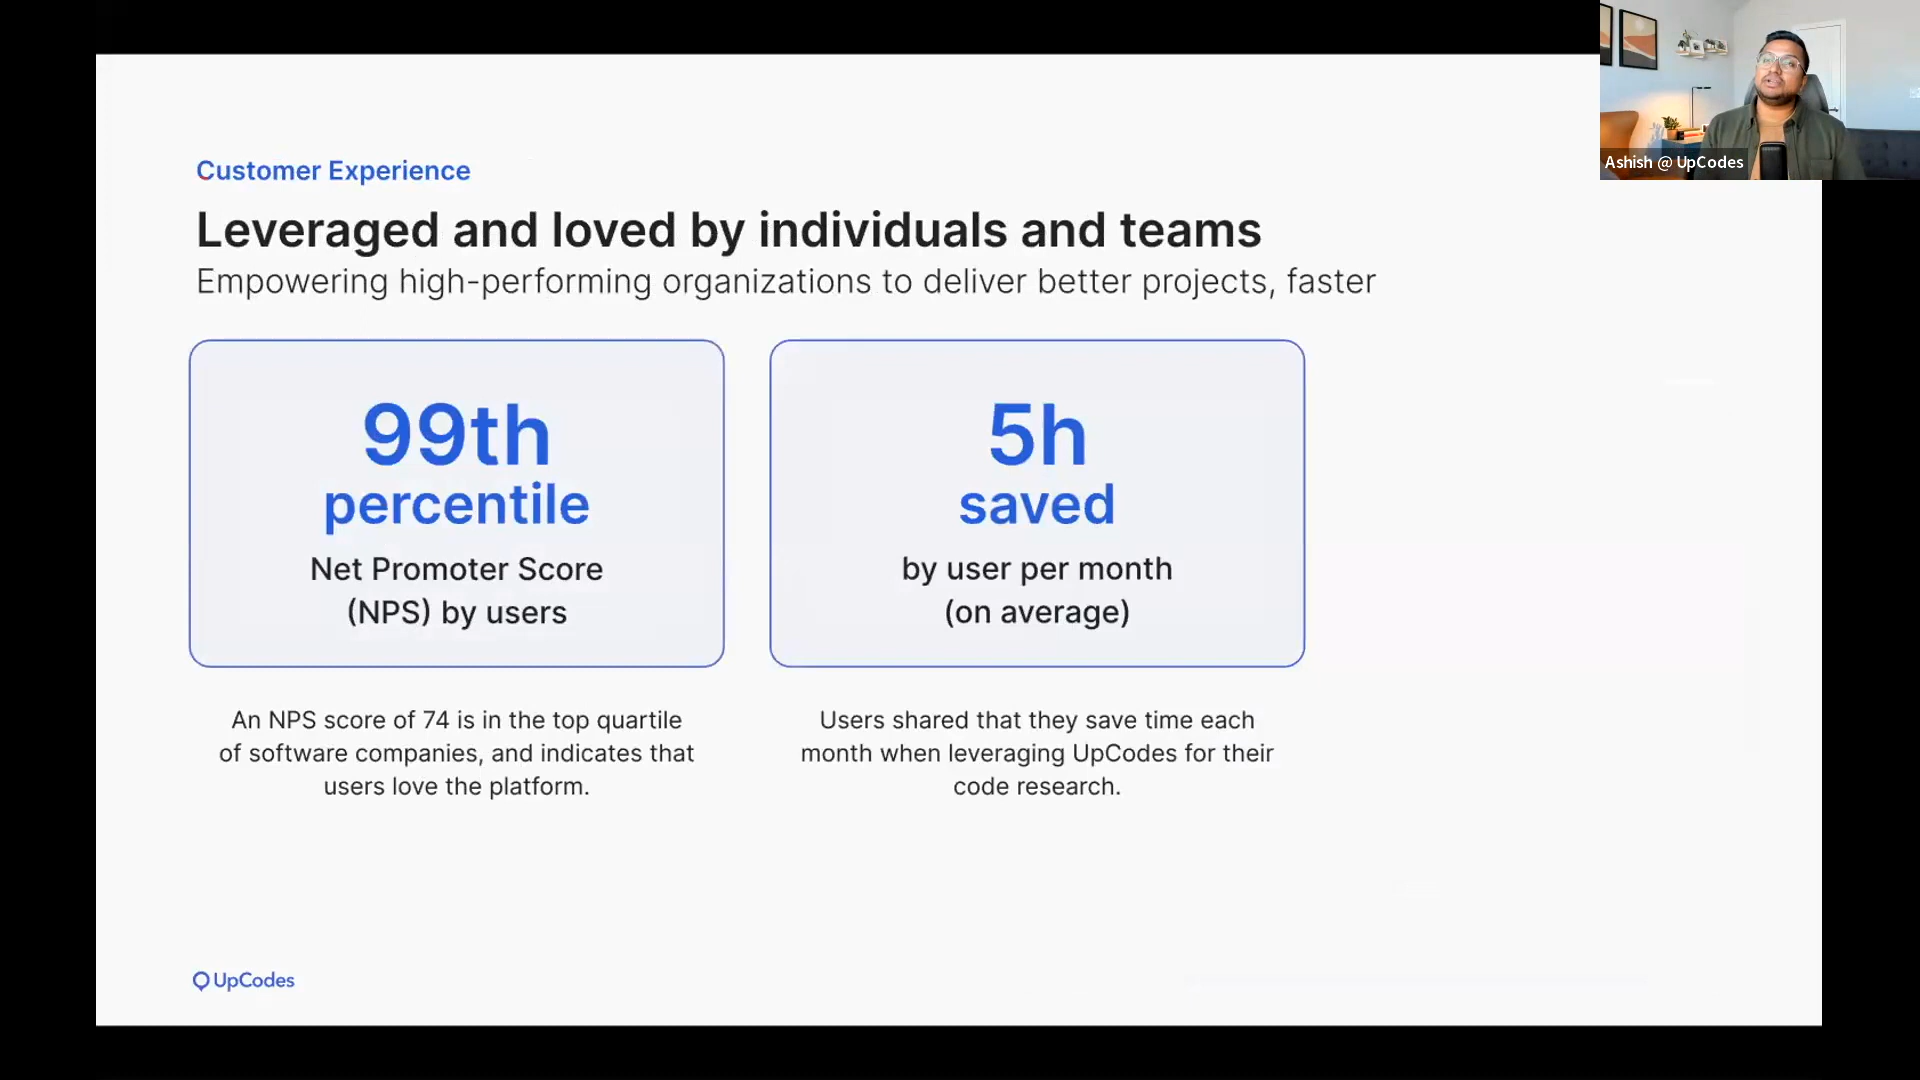 Ashish @ UpCodes
Customer Experience
Leveraged and loved by individuals and teams
Empowering high-performing organizations to deliver better projects, faster
99th
percentile
Net Promoter Score
(NPS) by users
An NPS score of 74 is in the top quartile
of software companies, and indicates that
users love the platform.
5h
saved
by user per month
(on average)
Users shared that they save time each
month when leveraging UpCodes for their
code research.
UpCodes